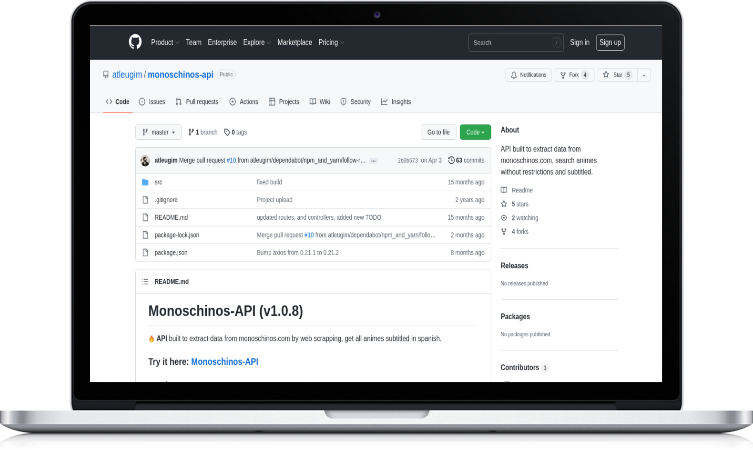 Product Team Enterprise Explore Marketplace Pricing Search / Sign in Sign up
atleugim / monoschinos-api Public Notifications Fork 4 Star 5
Code Issues Pull requests Actions Projects Wiki Security Insights
master 1 branch 0 tags Go to file Code
atleugim Merge pull request #10 from atleugim/dependabot/npm_and_yarn/follow-r... on Apr 3 63 commits
src fixed build 15 months ago
.gitignore Project upload 2 years ago
README.md updated routes, and controllers, added new TODO 15 months ago
package-lock.json Merge pull request #10 from atleugim/dependabot/npm_and_yarn/follo... 2 months ago
package.json Bump axios from 0.21.1 to 0.21.2 8 months ago
README.md
Monoschinos-API (v1.0.8)
API built to extract data from monoschinos.com by web scrapping, get all animes subtitled in spanish.
Try it here: Monoschinos-API
About
API built to extract data from
monoschinos.com, search animes
without restrictions and subtitled.
Readme
5 stars
2 watching
4 forks
Releases
No releases published
Packages
No packages published
Contributors 3